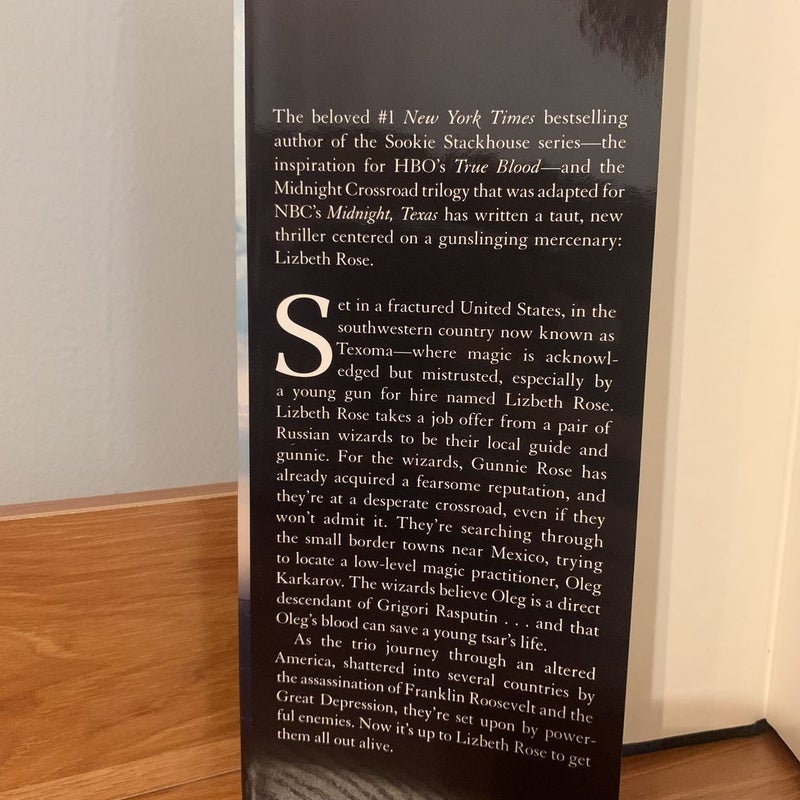 The beloved #1 New York Times bestselling
author of the Sookie Stackhouse series—the
inspiration for HBO's True Blood—and the
Midnight Crossroad trilogy that was adapted for
NBC's Midnight, Texas has written a taut, new
thriller centered on a gunslinging mercenary:
Lizbeth Rose.
Set in a fractured United States, in the
southwestern country now known as
Texoma—where magic is acknowl-
edged but mistrusted, especially by
a young gun for hire named Lizbeth Rose.
Lizbeth Rose takes a job offer from a pair of
Russian wizards to be their local guide and
gunnie. For the wizards, Gunnie Rose has
already acquired a fearsome reputation, and
they're at a desperate crossroad, even if they
won't admit it. They're searching through
the small border towns near Mexico, trying
to locate a low-level magic practitioner, Oleg
Karkarov. The wizards believe Oleg is a direct
descendant of Grigori Rasputin . . . and that
Oleg's blood can save a young tsar's life.
As the trio journey through an altered
America, shattered into several countries by
the assassination of Franklin Roosevelt and the
Great Depression, they're set upon by power-
ful enemies. Now it's up to Lizbeth Rose to get
them all out alive.